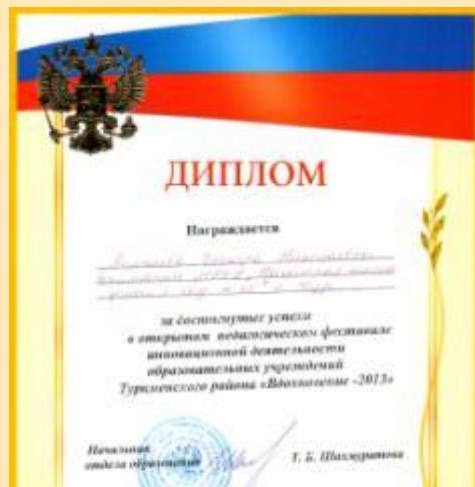 ДИПЛОМ
Награждается
за достигнутые успехи
в открытом педагогическом фестивале
инновационной деятельности
образовательных учреждений
Туркменского района «Вдохновение -2013»
Начальник
отдела образования
Т. Б. Шахмуратова